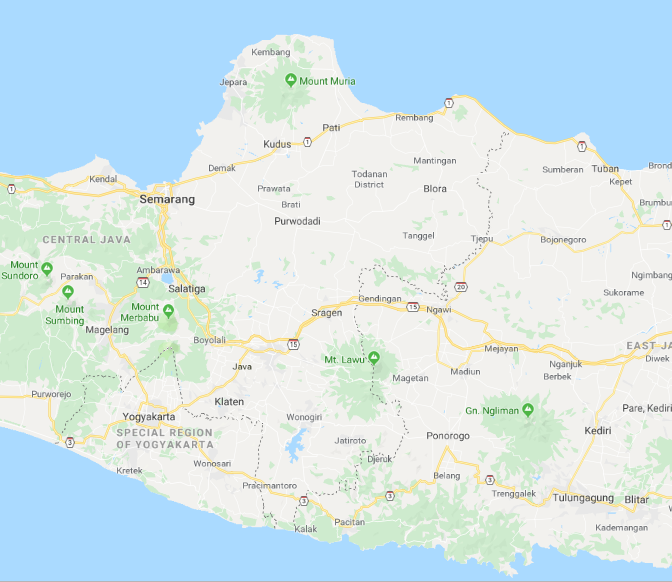 Kembang
Jepara
Mount Muria
1
Rembang
Pati
Kudus
1
1
Mantingan
Demak
Todanan
District
Sumberan
Tuban
Brond
Kepet
Kendal
1
Prawata
Blora
Semarang
Brati
Brumbu
Purwodadi
1
CENTRAL JAVA
Tanggel
Tjepu
Bojonegoro
Mount
Sundoro
Parakan
Ambarawa
14
Ngimbang
Salatiga
20
Sukorame
Mount
Sumbing
Mount
Merbabu
Gendingan
15
Ngawi
Sragen
Magelang
Boyolali
15
EAST JA
Mejayan
Mt. Lawu
Nganjuk
Diwek
Java
Madiun
Berbek
Magetan
Purworejo
Klaten
Pare, Kediri
Gn. Ngliman
Yogyakarta
Wonogiri
Kediri
SPECIAL REGION
OF YOGYAKARTA
3
Jatiroto
Ponorogo
Djeruk
Kretek
Wonosari
Belang
3
Pracimantoro
3
3
Trenggalek
Tulungagung
Blitar
Kalak
Pacitan
Kademangan